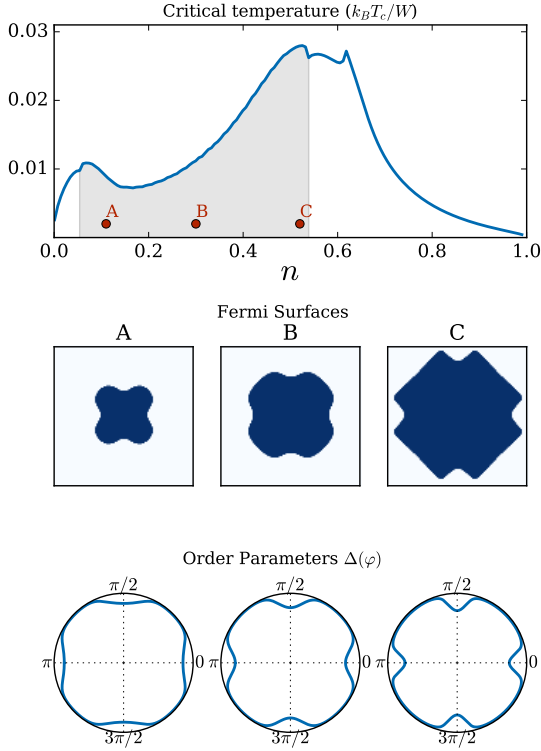 Critical temperature (k_BT_c/W)
0.03
0.02
0.01
A B C
0.0 0.2 0.4 0.6 0.8 1.0
n
Fermi Surfaces
A B C
Order Parameters Δ(φ)
π/2 π/2 π/2
π 0 π 0 π 0
3π/2 3π/2 3π/2